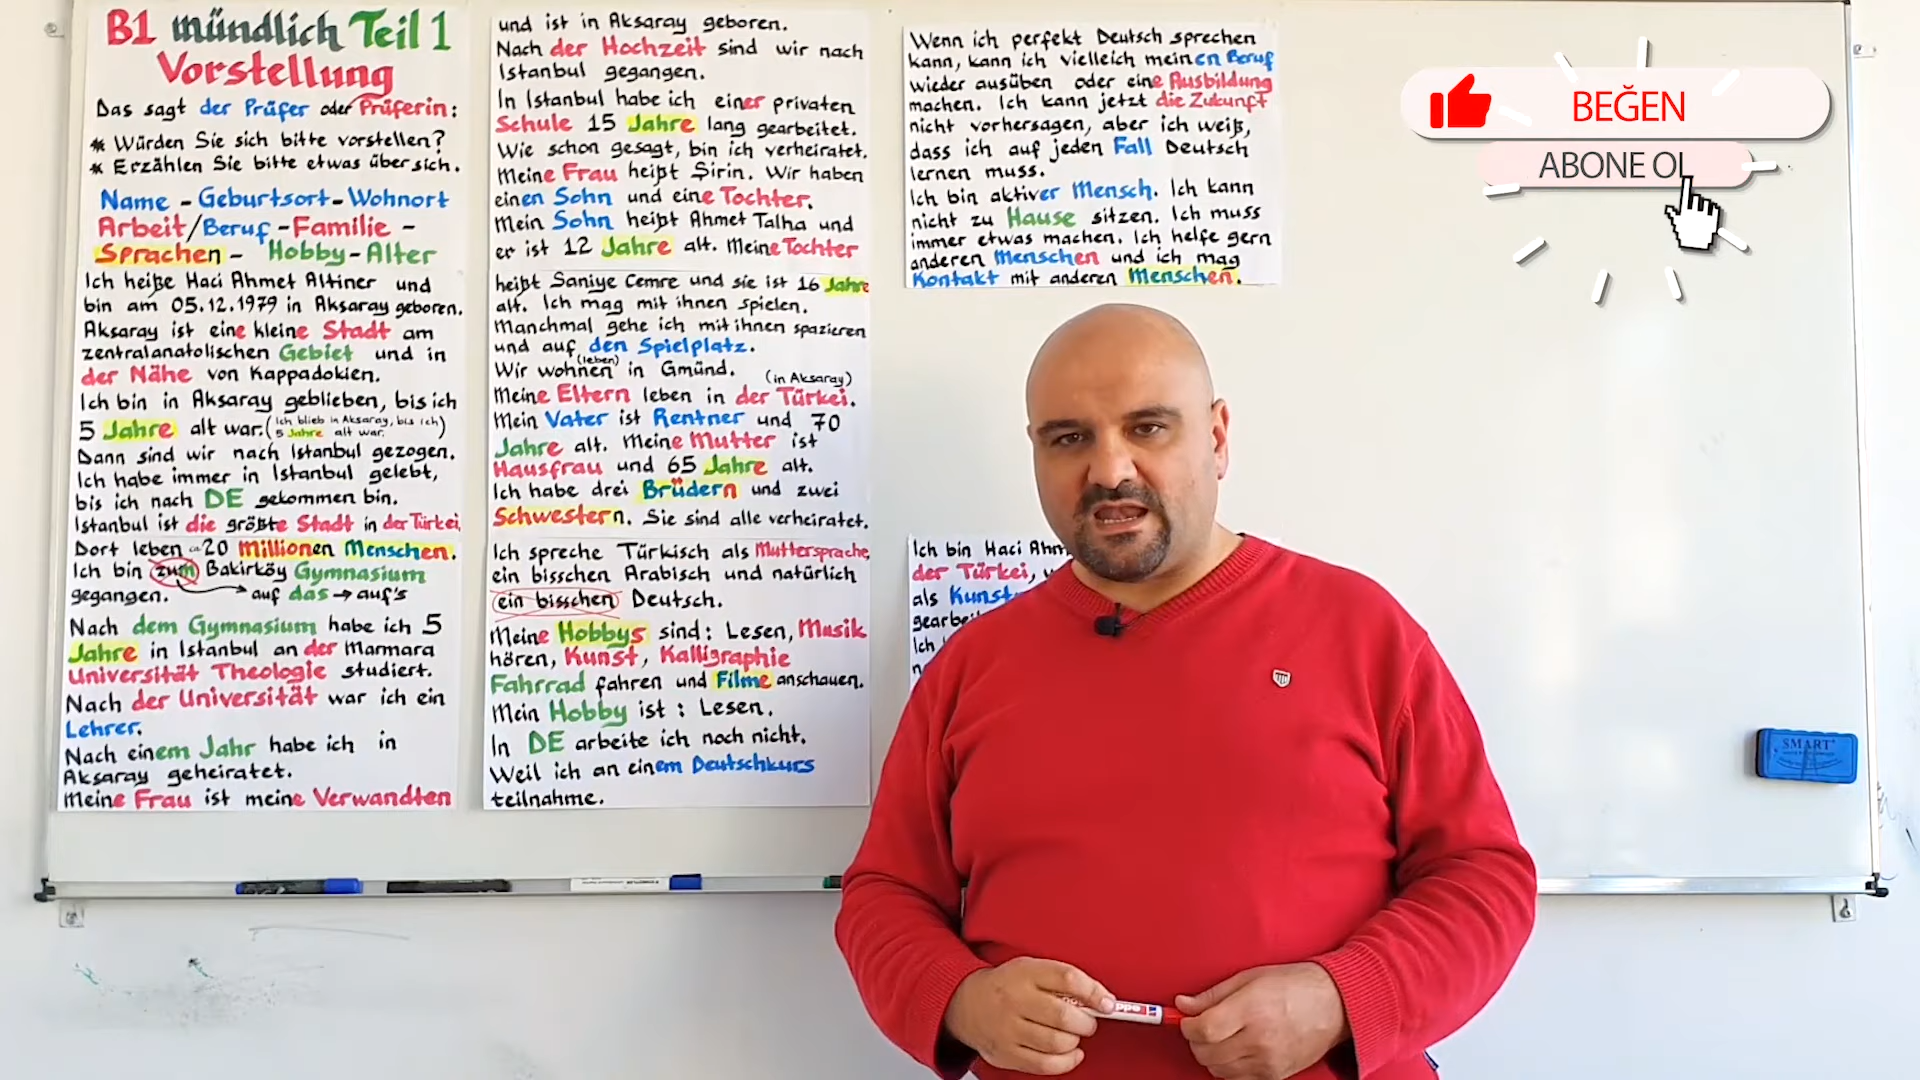 B1 mündlich Teil 1
Vorstellung
Das sagt der Prüfer oder Prüferin:
* Würden Sie sich bitte vorstellen?
* Erzählen Sie bitte etwas über sich.
Name - Geburtsort - Wohnort
Arbeit/Beruf - Familie -
Sprachen - Hobby - Alter
Ich heiße Haci Ahmet Altiner und
bin am 05.12.1979 in Aksaray geboren.
Aksaray ist eine kleine Stadt am
zentralanatolischen Gebiet und in
der Nähe von Kappadokien.
Ich bin in Aksaray geblieben, bis ich
5 Jahre alt war. (Ich blieb in Aksaray, bis ich
5 Jahre alt war.)
Dann sind wir nach Istanbul gezogen.
Ich habe immer in Istanbul gelebt,
bis ich nach DE gekommen bin.
Istanbul ist die größte Stadt in der Türkei.
Dort leben ca 20 Millionen Menschen.
Ich bin zum Bakirköy Gymnasium
gegangen. auf das → auf's
Nach dem Gymnasium habe ich 5
Jahre in Istanbul an der Marmara
Universität Theologie studiert.
Nach der Universität war ich ein
Lehrer.
Nach einem Jahr habe ich in
Aksaray geheiratet.
Meine Frau ist meine Verwandten
und ist in Aksaray geboren.
Nach der Hochzeit sind wir nach
Istanbul gegangen.
In Istanbul habe ich einer privaten
Schule 15 Jahre lang gearbeitet.
Wie schon gesagt, bin ich verheiratet.
Meine Frau heißt Şirin. Wir haben
einen Sohn und eine Tochter.
Mein Sohn heißt Ahmet Talha und
er ist 12 Jahre alt. Meine Tochter
heißt Saniye Cemre und sie ist 16 Jahre
alt. Ich mag mit ihnen spielen.
Manchmal gehe ich mit ihnen spazieren
und auf den Spielplatz.
(leben)
Wir wohnen in Gmünd.
(in Aksaray)
Meine Eltern leben in der Türkei.
Mein Vater ist Rentner und 70
Jahre alt. Meine Mutter ist
Hausfrau und 65 Jahre alt.
Ich habe drei Brüdern und zwei
Schwestern. Sie sind alle verheiratet.
Ich spreche Türkisch als Muttersprache,
ein bisschen Arabisch und natürlich
ein bisschen Deutsch.
Meine Hobbys sind: Lesen, Musik
hören, Kunst, Kalligraphie
Fahrrad fahren und Filme anschauen.
Mein Hobby ist: Lesen.
In DE arbeite ich noch nicht.
Weil ich an einem Deutschkurs
teilnahme.
Wenn ich perfekt Deutsch sprechen
kann, kann ich vielleich meinen Beruf
wieder ausüben oder eine Ausbildung
machen. Ich kann jetzt die Zukunft
nicht vorhersagen, aber ich weiß,
dass ich auf jeden Fall Deutsch
lernen muss.
Ich bin aktiver Mensch. Ich kann
nicht zu Hause sitzen. Ich muss
immer etwas machen. Ich helfe gern
anderen Menschen und ich mag
Kontakt mit anderen Menschen.
Ich bin Haci Ahm
der Türkei,
als Kunst
gearbei
Ich
BEĞEN
ABONE OL
SMART
edd